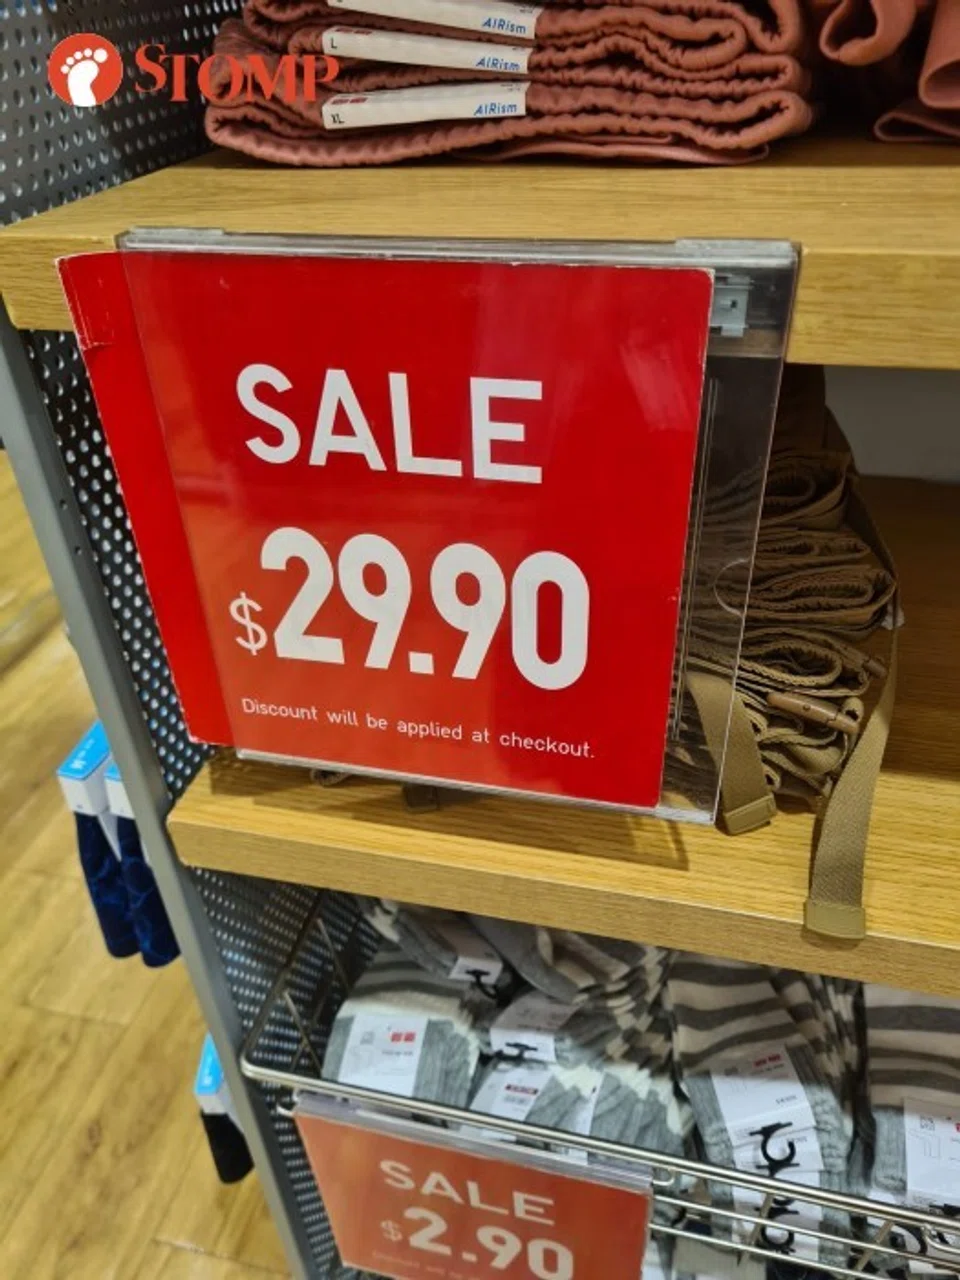 STOMP
AIRism
L
AIRism
XL
AIRism
SALE
$29.90
Discount will be applied at checkout.
SALE
$2.90